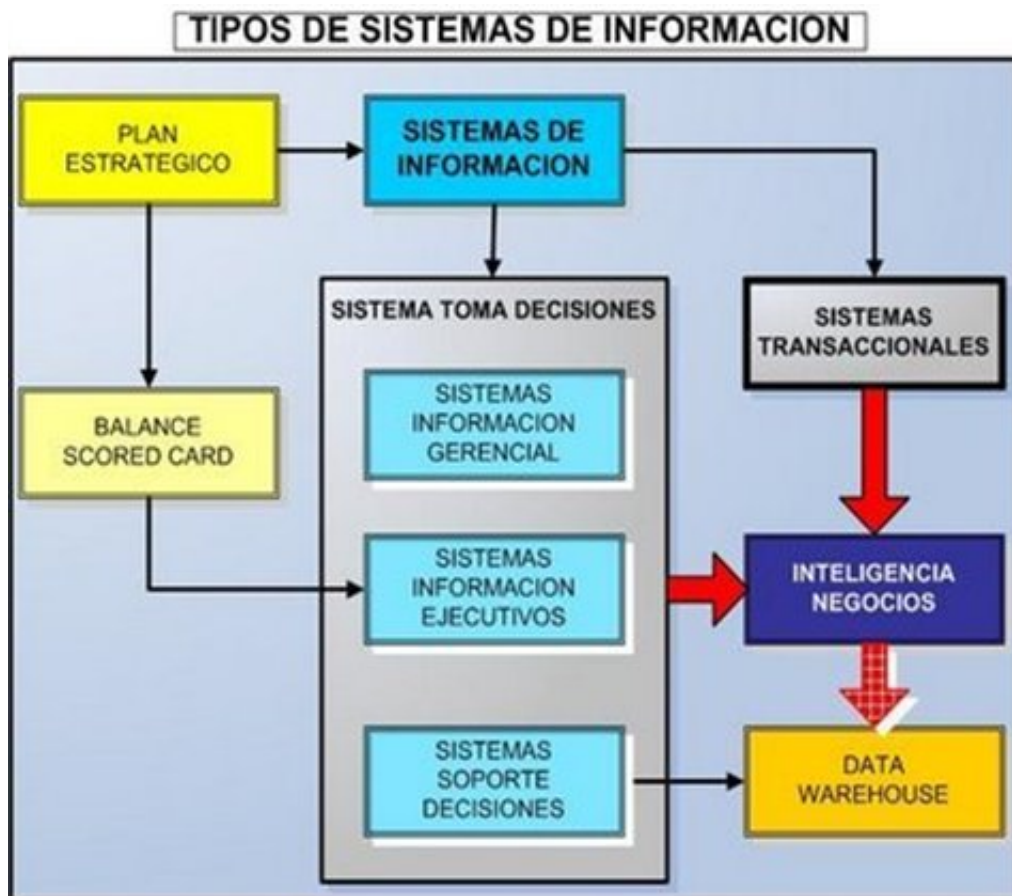 TIPOS DE SISTEMAS DE INFORMACION
PLAN
ESTRATEGICO
SISTEMAS DE
INFORMACION
SISTEMA TOMA DECISIONES
SISTEMAS
TRANSACCIONALES
SISTEMAS
INFORMACION
GERENCIAL
BALANCE
SCORED CARD
SISTEMAS
INFORMACION
EJECUTIVOS
INTELIGENCIA
NEGOCIOS
SISTEMAS
SOPORTE
DECISIONES
DATA
WAREHOUSE